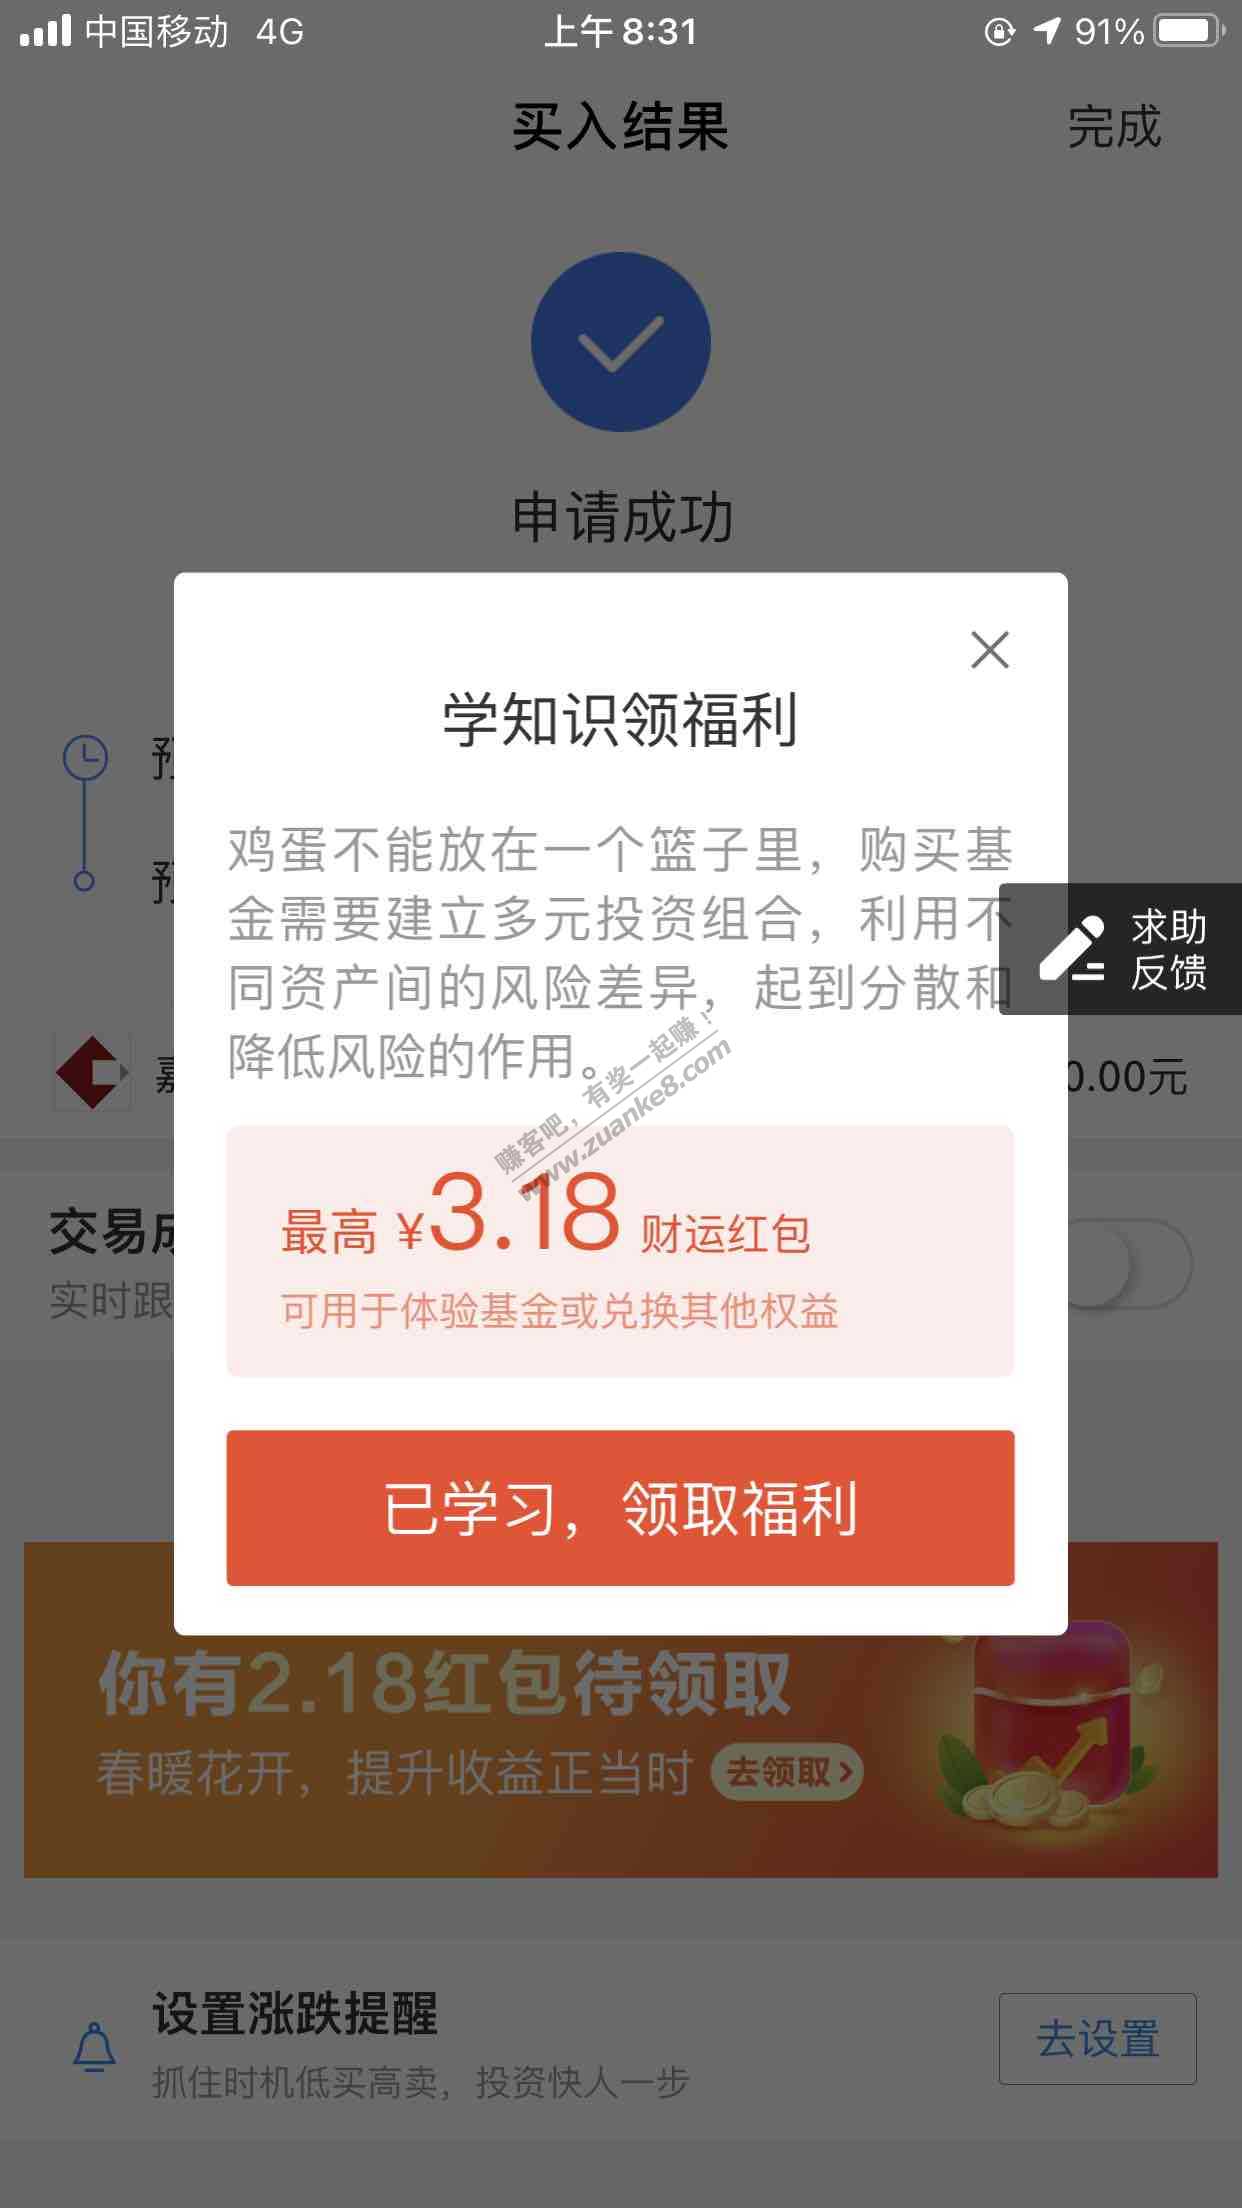 中国移动 4G 上午 8:31 91%
买入结果 完成
申请成功
学知识领福利
鸡蛋不能放在一个篮子里，购买基
金需要建立多元投资组合，利用不
同资产间的风险差异，起到分散和
降低风险的作用。
求助
反馈
赚客吧，有奖一起赚！
www.zuanke8.com
0.00元
最高 ¥3.18 财运红包
可用于体验基金或兑换其他权益
交易
实时跟
已学习，领取福利
你有2.18红包待领取
春暖花开，提升收益正当时 去领取
设置涨跌提醒
抓住时机低买高卖，投资快人一步
去设置